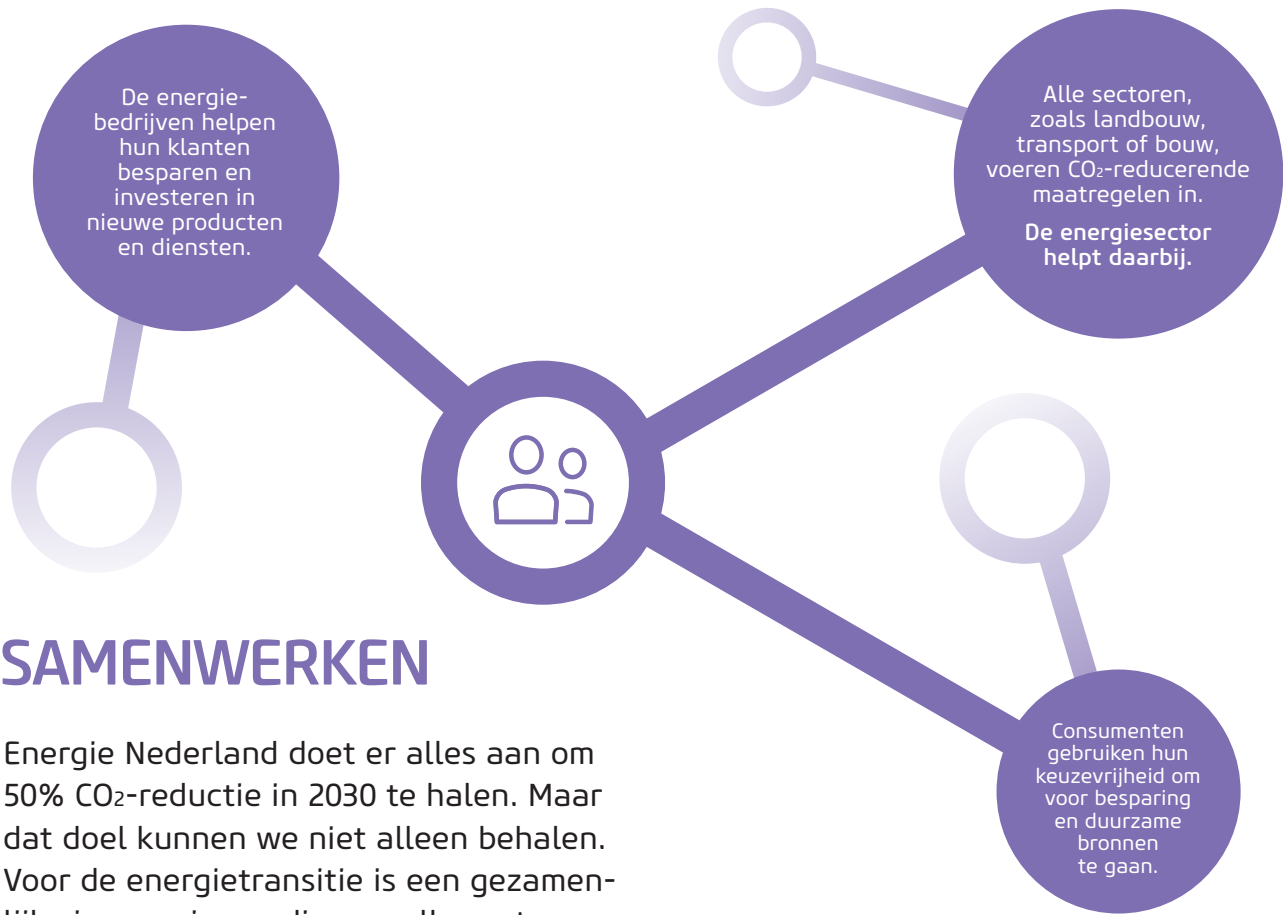 De energie-
bedrijven helpen
hun klanten
besparen en
investeren in
nieuwe producten
en diensten.
Alle sectoren,
zoals landbouw,
transport of bouw,
voeren CO₂-reducerende
maatregelen in.
De energiesector
helpt daarbij.
SAMENWERKEN
Energie Nederland doet er alles aan om
50% CO₂-reductie in 2030 te halen. Maar
dat doel kunnen we niet alleen behalen.
Voor de energietransitie is een gezamen-
Consumenten
gebruiken hun
keuzevrijheid om
voor besparing
en duurzame
bronnen
te gaan.